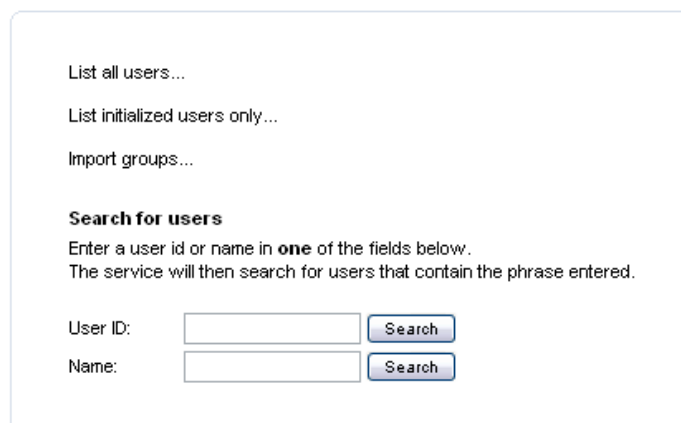 List all users...
List initialized users only...
Import groups...
Search for users
Enter a user id or name in one of the fields below.
The service will then search for users that contain the phrase entered.
User ID: Search
Name: Search